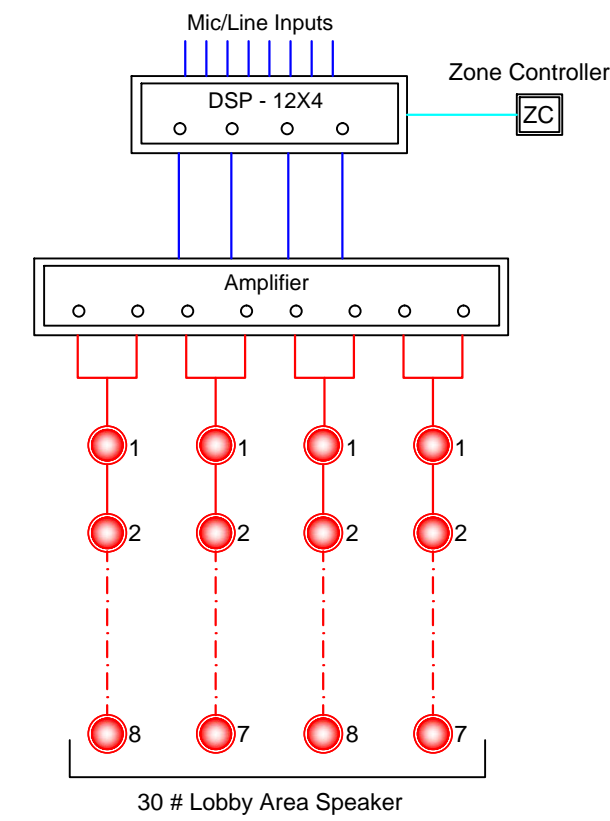 Mic/Line Inputs
Zone Controller
DSP - 12X4
ZC
Amplifier
1 1 1 1
2 2 2 2
8 7 8 7
30 # Lobby Area Speaker